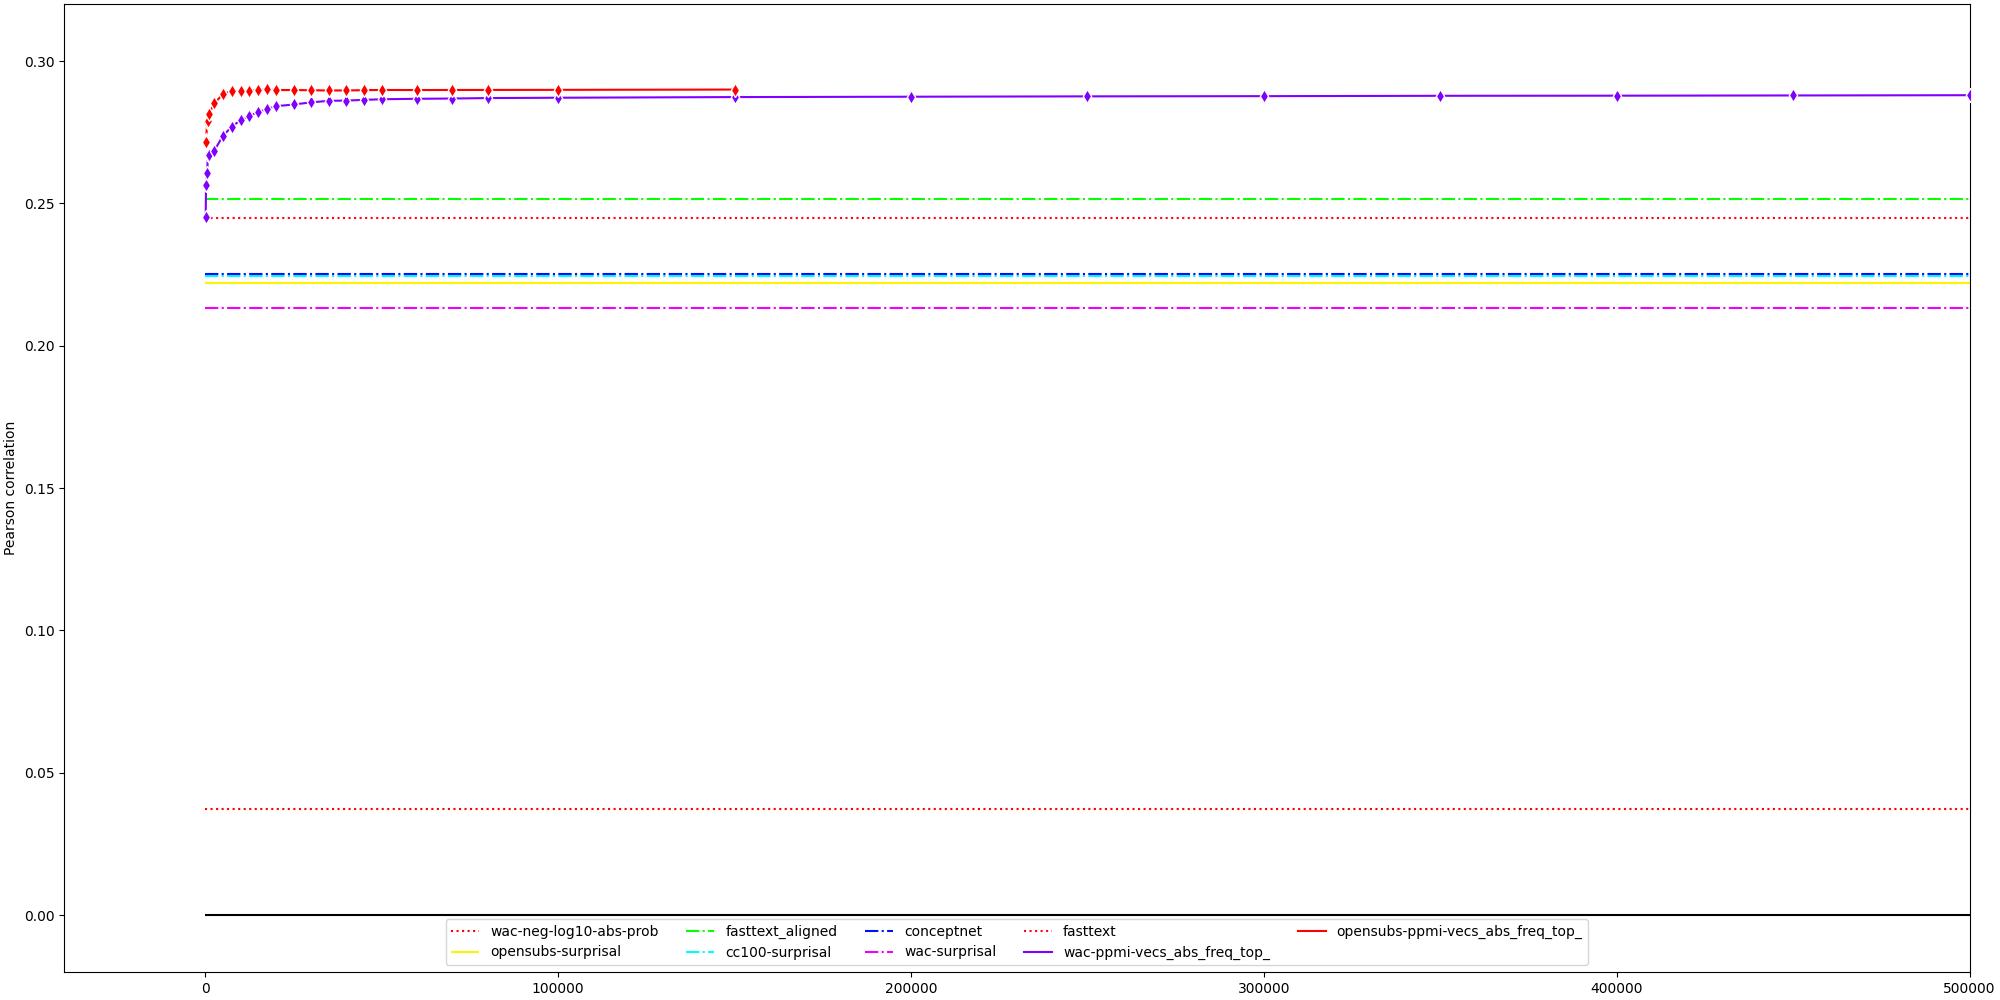 0.30
0.25
0.20
0.15
0.10
0.05
0.00
Pearson correlation
wac-neg-log10-abs-prob
opensubs-surprisal
fasttext_aligned
cc100-surprisal
conceptnet
wac-surprisal
fasttext
wac-ppmi-vecs_abs_freq_top_
opensubs-ppmi-vecs_abs_freq_top_
0 100000 200000 300000 400000 500000